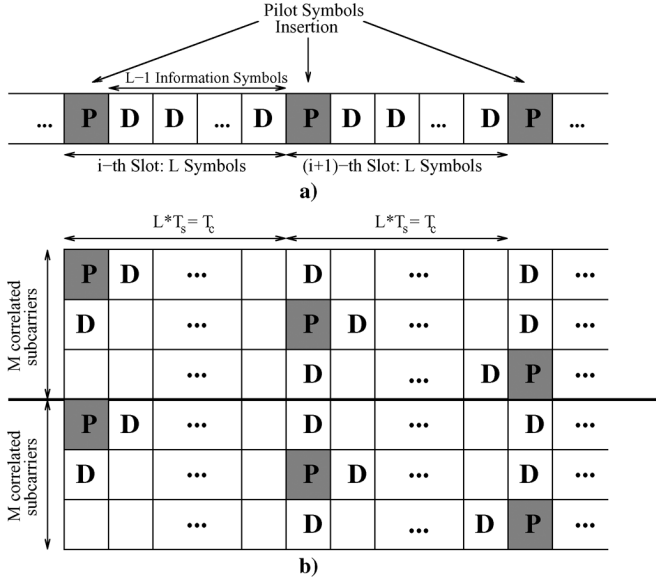 Pilot Symbols
Insertion
L−1 Information Symbols
... P D D ... D P D D ... D P ...
i−th Slot: L Symbols (i+1)−th Slot: L Symbols
a)
L*Ts= Tc L*Ts= Tc
M correlated
subcarriers
P D ... D ... D ...
D ... P D ... D ...
... D ... D P ...
M correlated
subcarriers
P D ... D ... D ...
D ... P D ... D ...
... D ... D P ...
b)